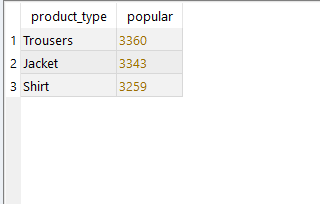 product_type popular
1 Trousers 3360
2 Jacket 3343
3 Shirt 3259